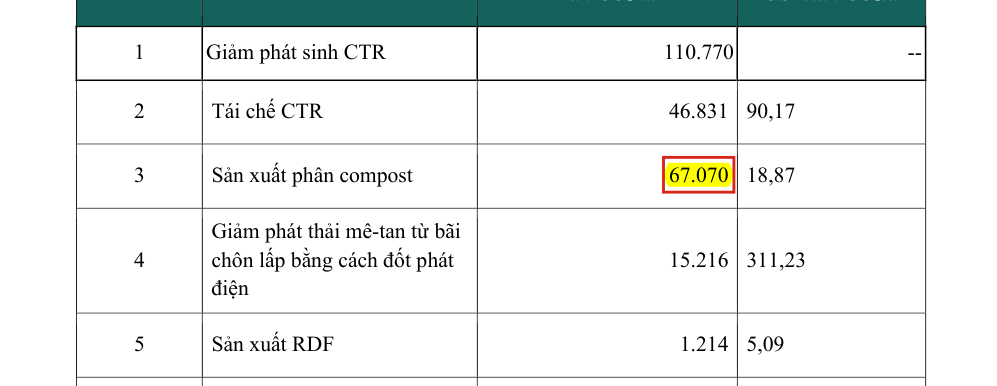 1 Giảm phát sinh CTR 110.770 --
2 Tái chế CTR 46.831 90,17
3 Sản xuất phân compost 67.070 18,87
Giảm phát thải mê-tan từ bãi
4 chôn lấp bằng cách đốt phát 15.216 311,23
điện
5 Sản xuất RDF 1.214 5,09